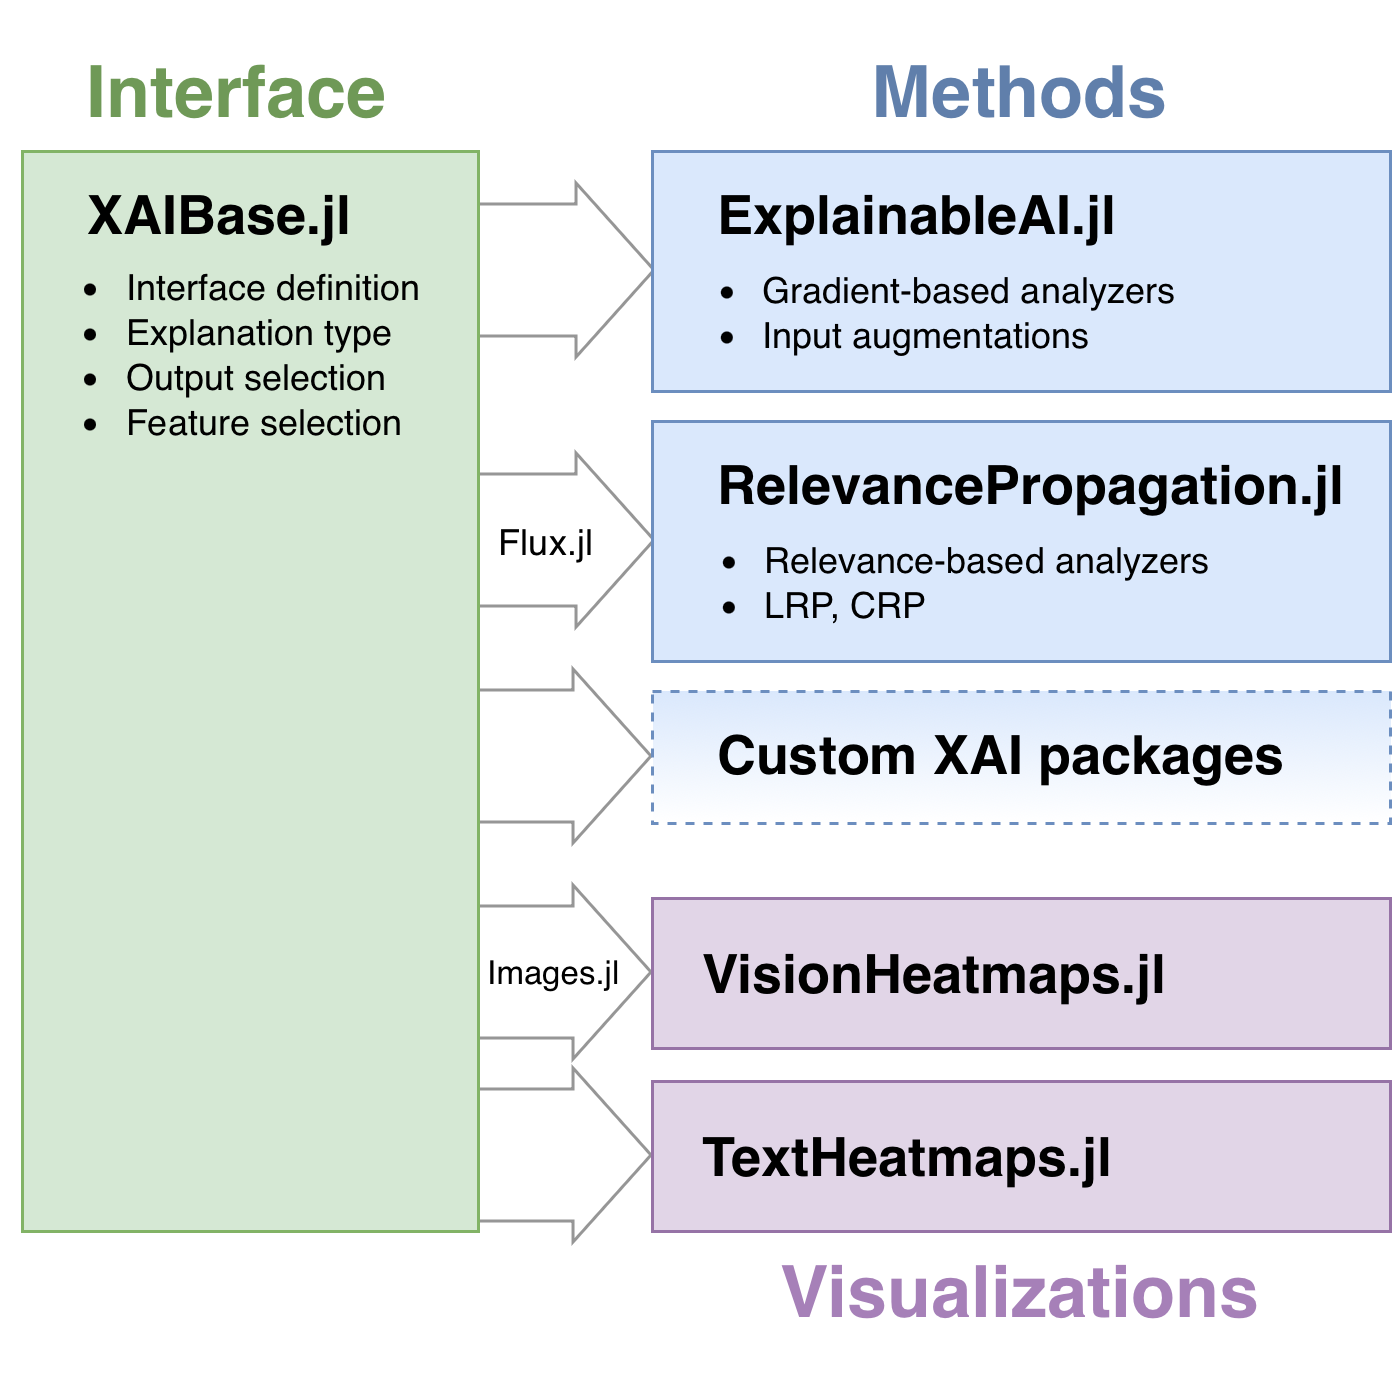 Interface
Methods
XAIBase.jl
• Interface definition
• Explanation type
• Output selection
• Feature selection
ExplainableAI.jl
• Gradient-based analyzers
• Input augmentations
Flux.jl
RelevancePropagation.jl
• Relevance-based analyzers
• LRP, CRP
Custom XAI packages
Images.jl
VisionHeatmaps.jl
TextHeatmaps.jl
Visualizations